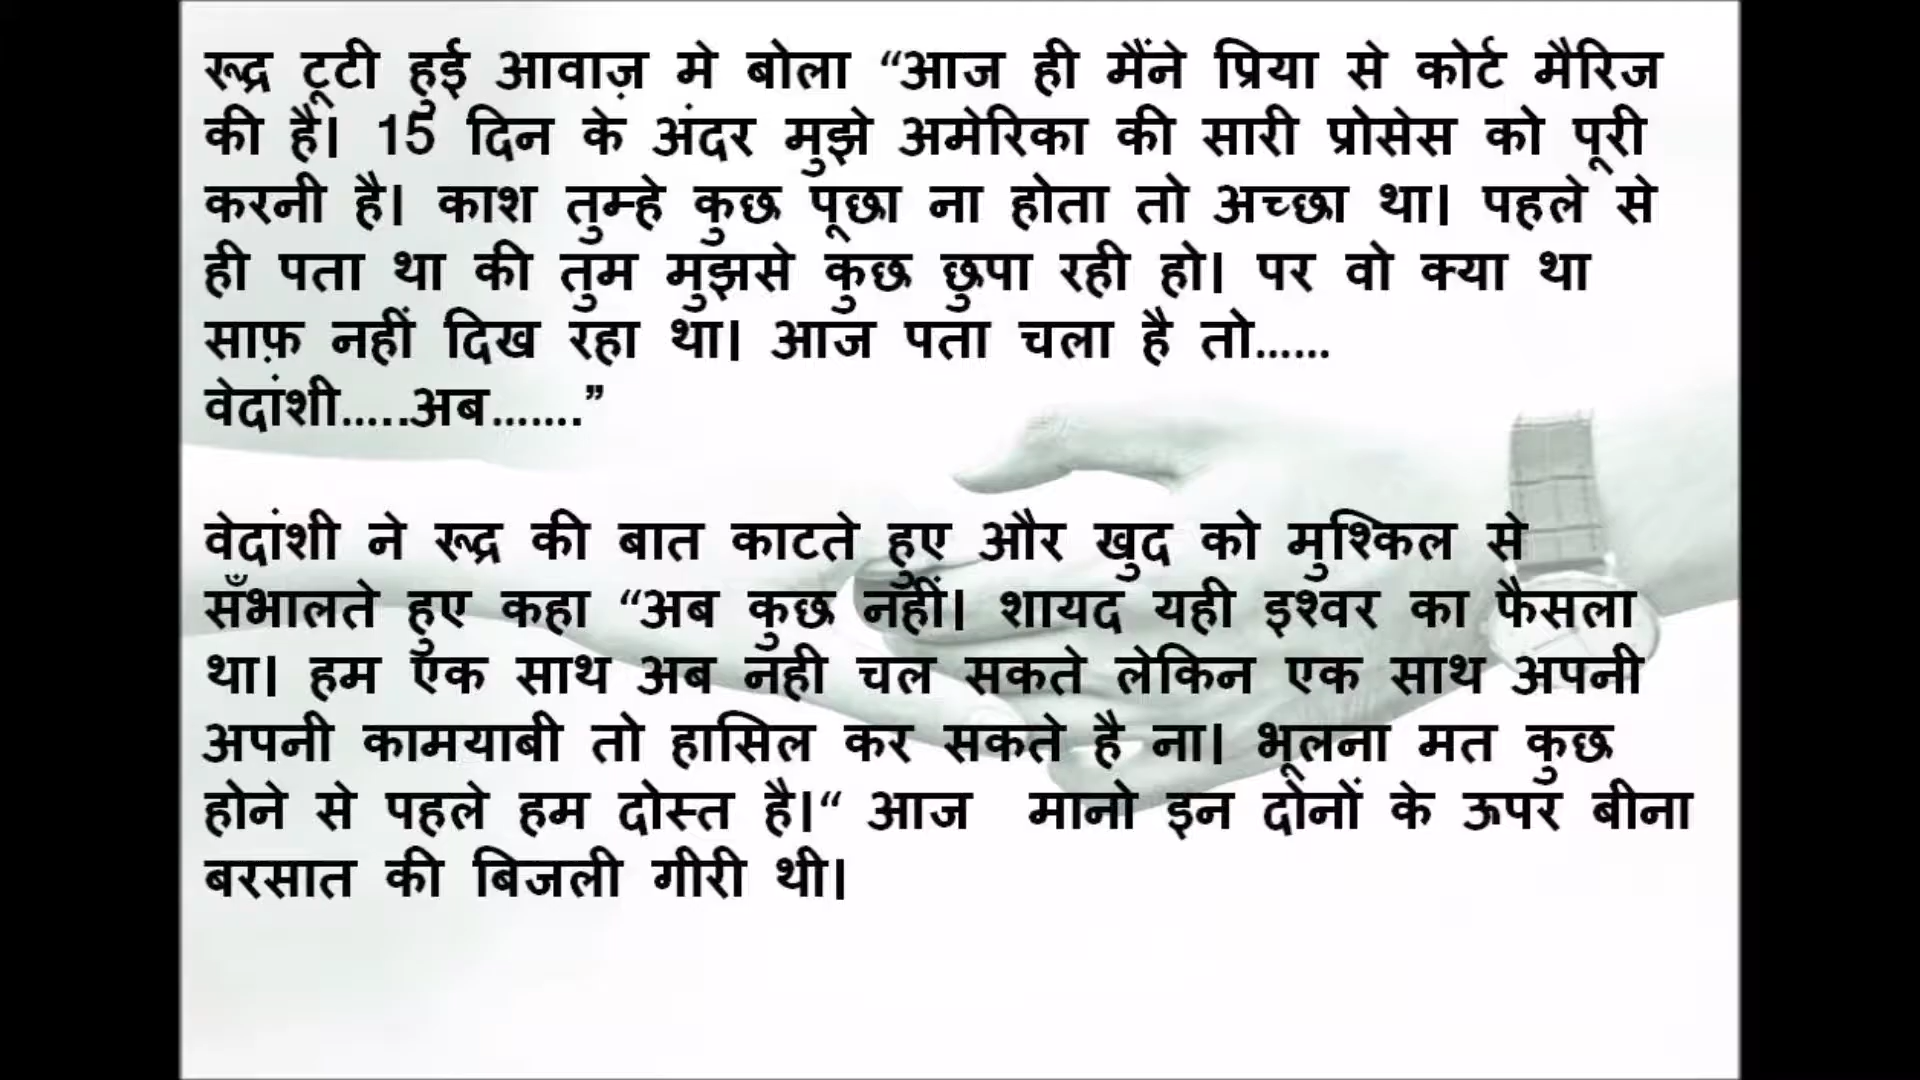 रूद्र टूटी हुई आवाज़ मे बोला “आज ही मैंने प्रिया से कोर्ट मैरिज
की है। 15 दिन के अंदर मुझे अमेरिका की सारी प्रोसेस को पूरी
करनी है। काश तुम्हे कुछ पूछा ना होता तो अच्छा था। पहले से
ही पता था की तुम मुझसे कुछ छुपा रही हो। पर वो क्या था
साफ़ नहीं दिख रहा था। आज पता चला है तो......
वेदांशी.....अब.......”
वेदांशी ने रूद्र की बात काटते हुए और खुद को मुश्किल से
सँभालते हुए कहा “अब कुछ नहीं। शायद यही इश्वर का फैसला
था। हम एक साथ अब नही चल सकते लेकिन एक साथ अपनी
अपनी कामयाबी तो हासिल कर सकते है ना। भूलना मत कुछ
होने से पहले हम दोस्त है।“ आज मानो इन दोनों के ऊपर बीना
बरसात की बिजली गीरी थी।